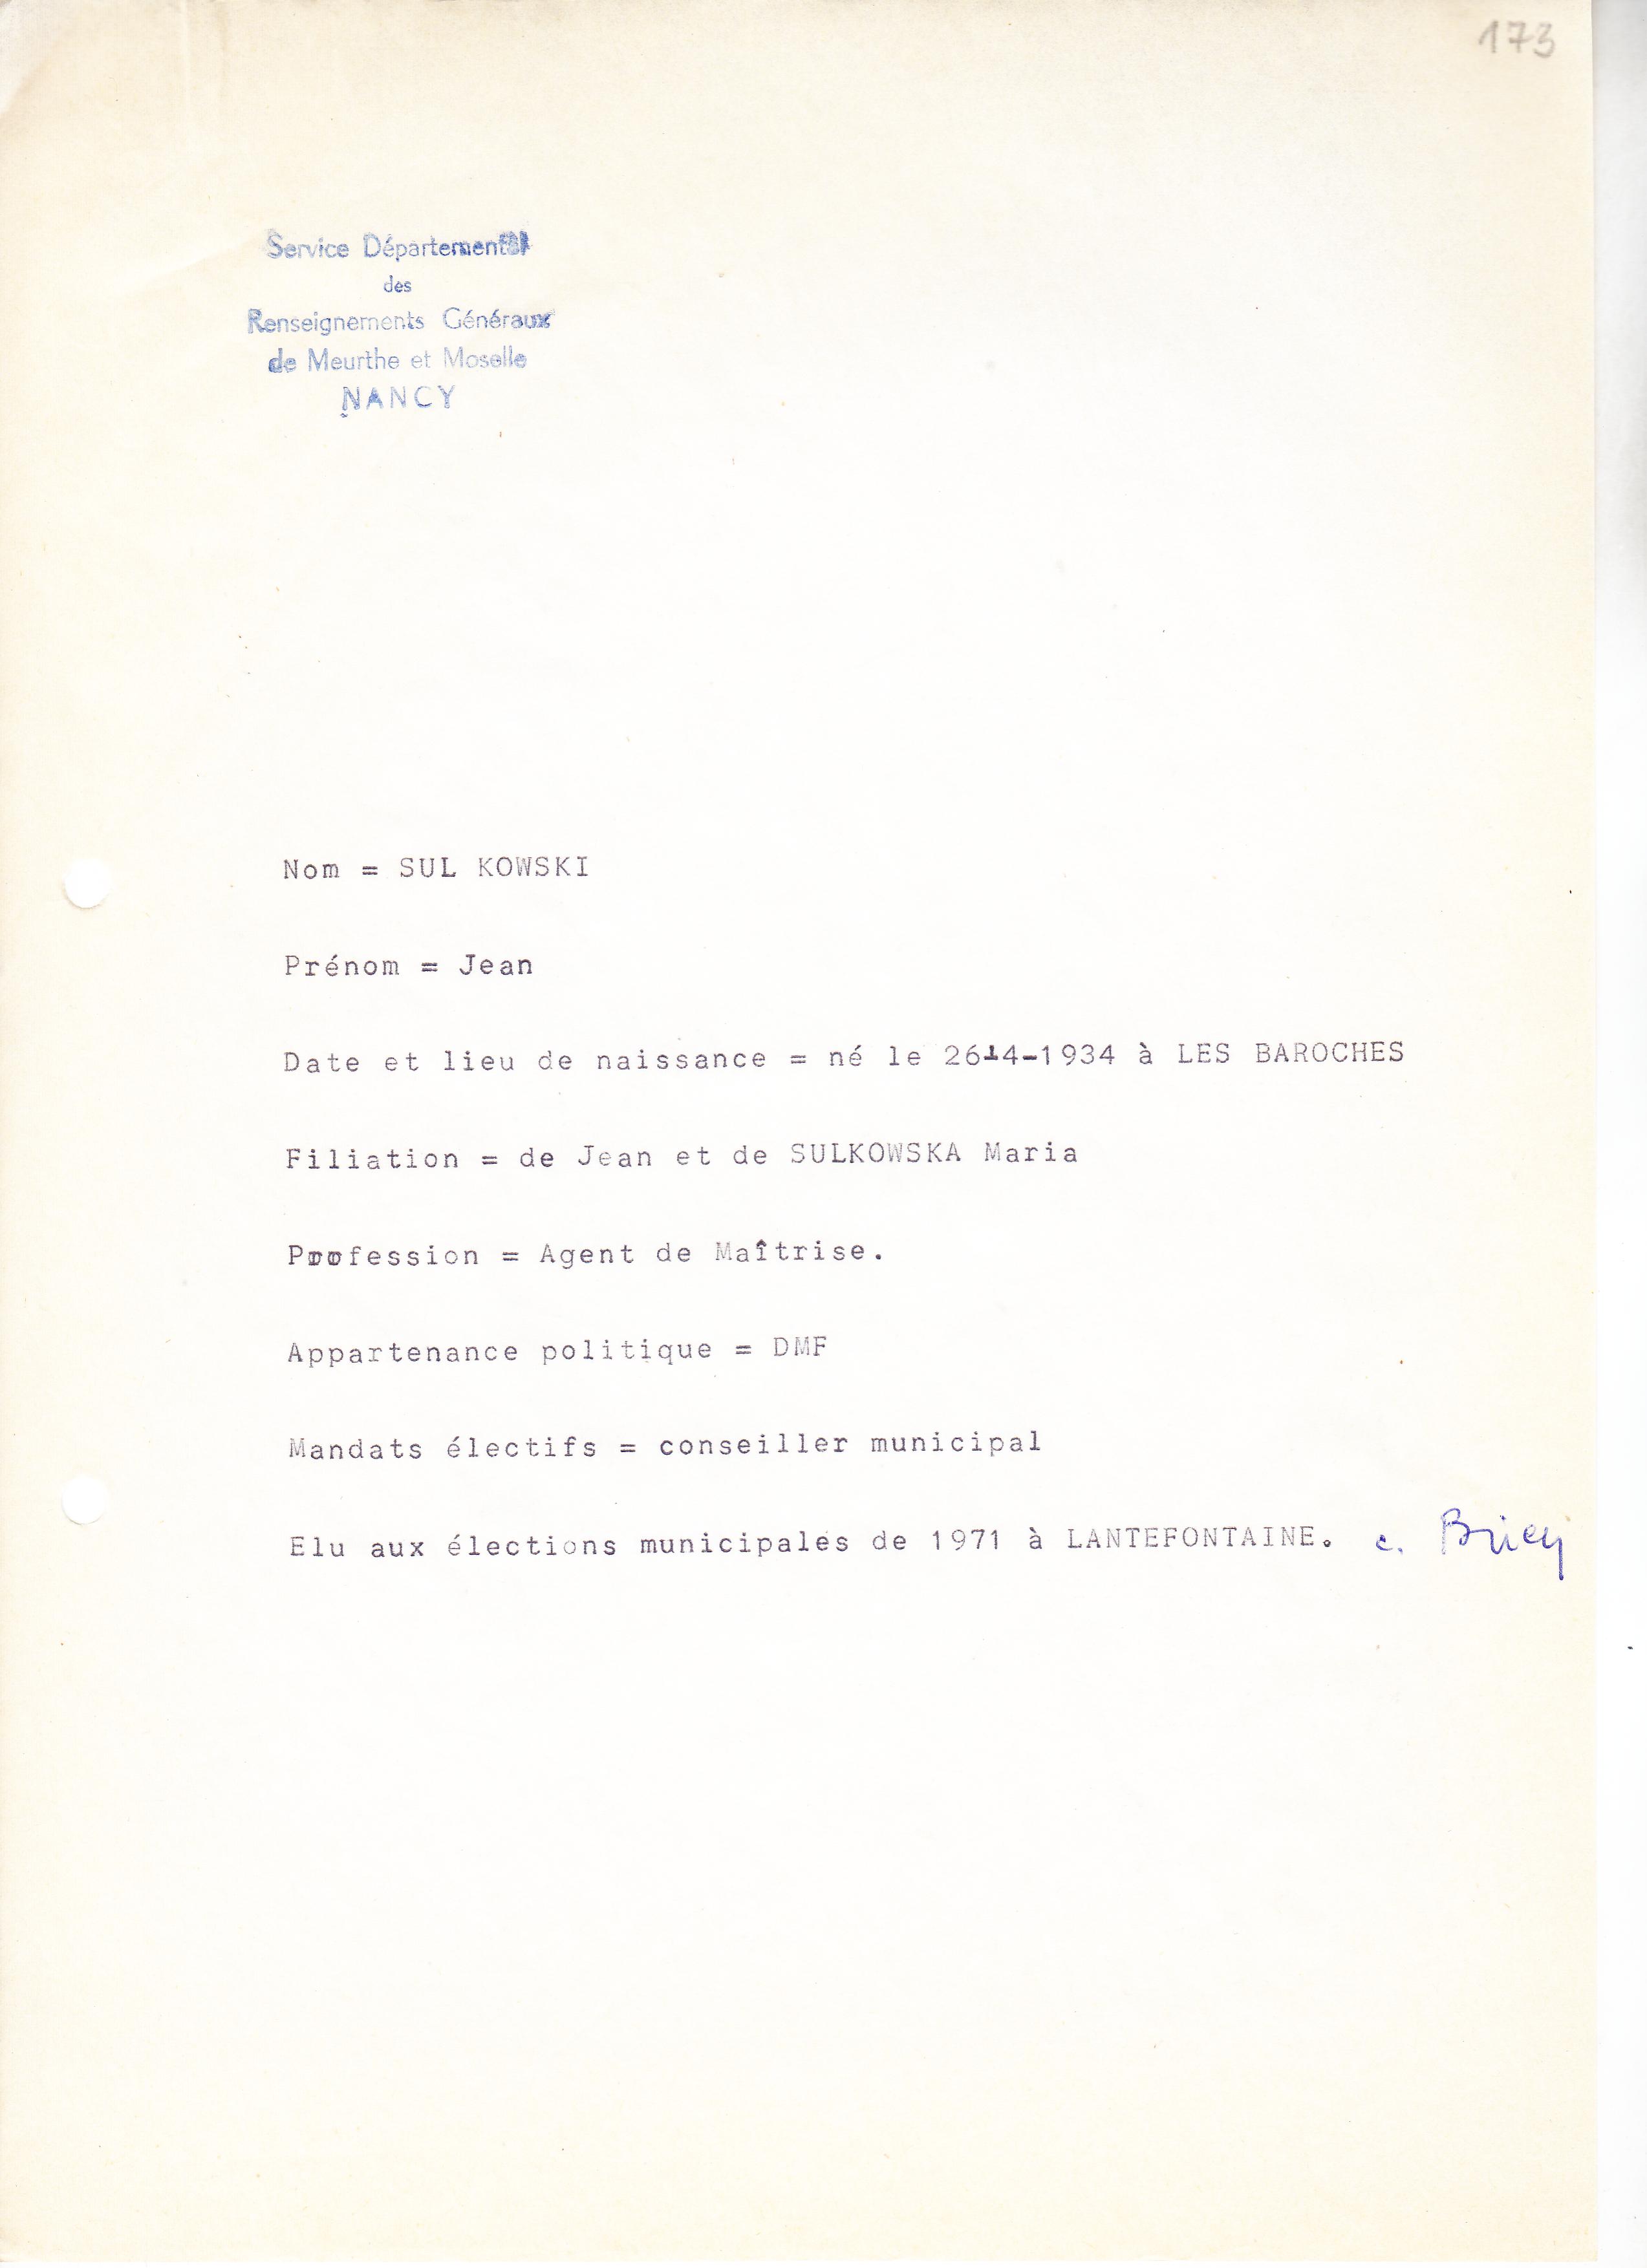 173
Service Départemental
des
Renseignements Généraux
de Meurthe et Moselle
NANCY
Nom = SUL KOWSKI
Prénom = Jean
Date et lieu de naissance = né le 26-4-1934 à LES BAROCHES
Filiation = de Jean et de SULKOWSKA Maria
Profession = Agent de Maîtrise.
Appartenance politique = DMF
Mandats électifs = conseiller municipal
Elu aux élections municipales de 1971 à LANTEFONTAINE. c. Briey